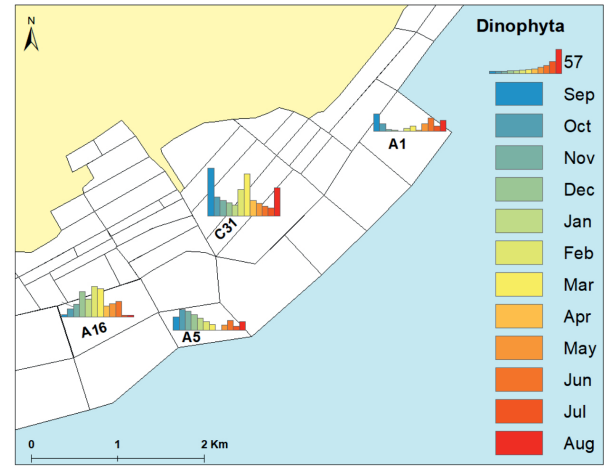 Dinophyta
N
57
Sep
Oct
Nov
Dec
Jan
Feb
Mar
Apr
May
Jun
Jul
Aug
A1
C31
A16
A5
0 1 2 Km